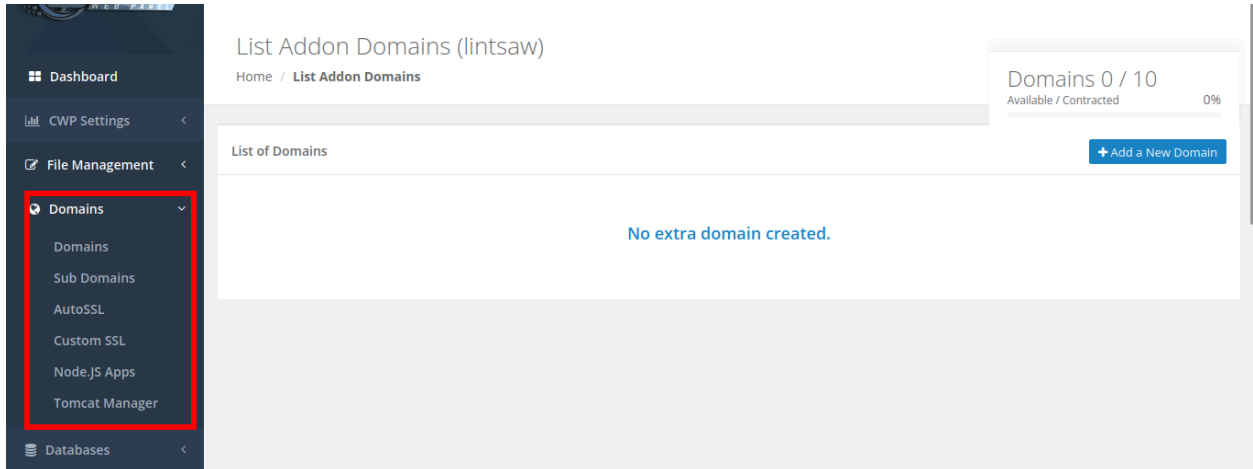 WEB PANEL
Dashboard
CWP Settings
File Management
Domains
Domains
Sub Domains
AutoSSL
Custom SSL
Node.JS Apps
Tomcat Manager
Databases
List Addon Domains (lintsaw)
Home / List Addon Domains
Domains 0 / 10
Available / Contracted 0%
List of Domains
+ Add a New Domain
No extra domain created.